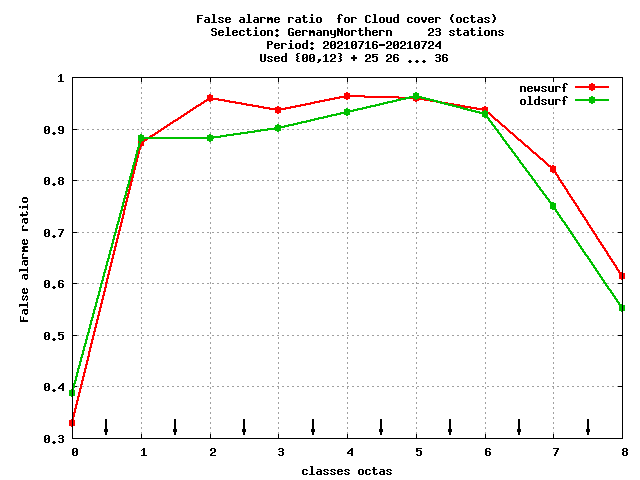 False alarme ratio  for Cloud cover (octas)
Selection: GermanyNorthern     23 stations
Period: 20210716-20210724
Used {00,12} + 25 26 ... 36
newsurf
oldsurf
1
0.9
0.8
0.7
0.6
0.5
0.4
0.3
False alarme ratio
0 1 2 3 4 5 6 7 8
classes octas